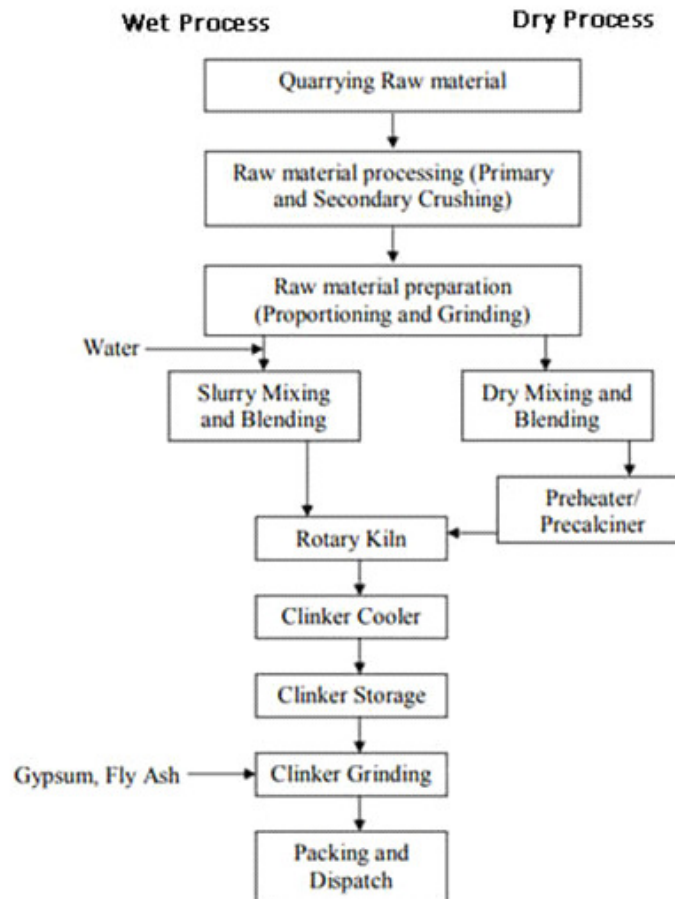 Wet Process
Dry Process
Quarrying Raw material
Raw material processing (Primary
and Secondary Crushing)
Raw material preparation
(Proportioning and Grinding)
Water
Slurry Mixing
and Blending
Dry Mixing and
Blending
Preheater/
Precalciner
Rotary Kiln
Clinker Cooler
Clinker Storage
Gypsum, Fly Ash
Clinker Grinding
Packing and
Dispatch